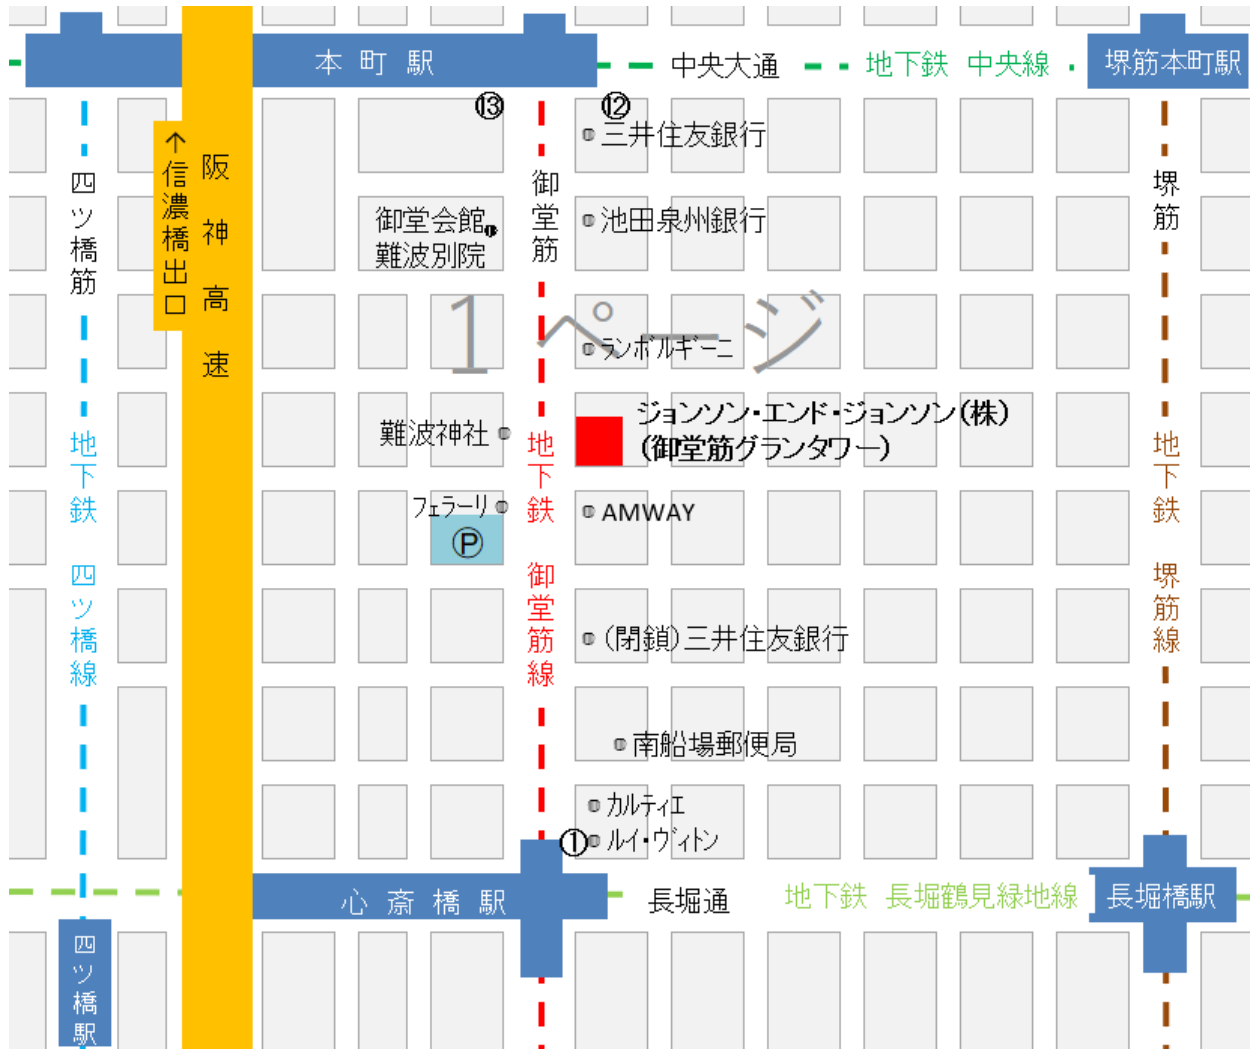 本町駅
中央大通
地下鉄 中央線
堺筋本町駅
⑬
⑫
三井住友銀行
↑信濃橋出口
阪神高速
四ツ橋筋
御堂筋
堺筋
御堂会館
難波別院
池田泉州銀行
1 ページ
ランボルギーニ
難波神社
ジョンソン・エンド・ジョンソン(株)
(御堂筋グランタワー)
地下鉄 四ツ橋線
地下鉄 御堂筋線
地下鉄 堺筋線
フェラーリ
P
AMWAY
(閉鎖)三井住友銀行
南船場郵便局
カルティエ
①
ルイ・ヴィトン
心斎橋駅
長堀通
地下鉄 長堀鶴見緑地線
長堀橋駅
四ツ橋駅